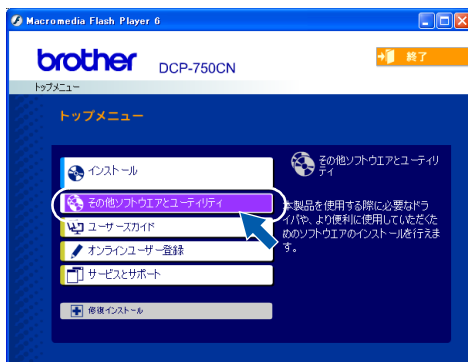 Macromedia Flash Player 6
brother
DCP-750CN
終了
トップメニュー
トップメニュー
インストール
その他ソフトウエアとユーティリティ
ユーザーズガイド
オンラインユーザー登録
サービスとサポート
修復インストール
その他ソフトウエアとユーティリ
ティ
本製品を使用する際に必要なドラ
イバや、より便利に使用していただくた
めのソフトウエアのインストールを行えま
す。